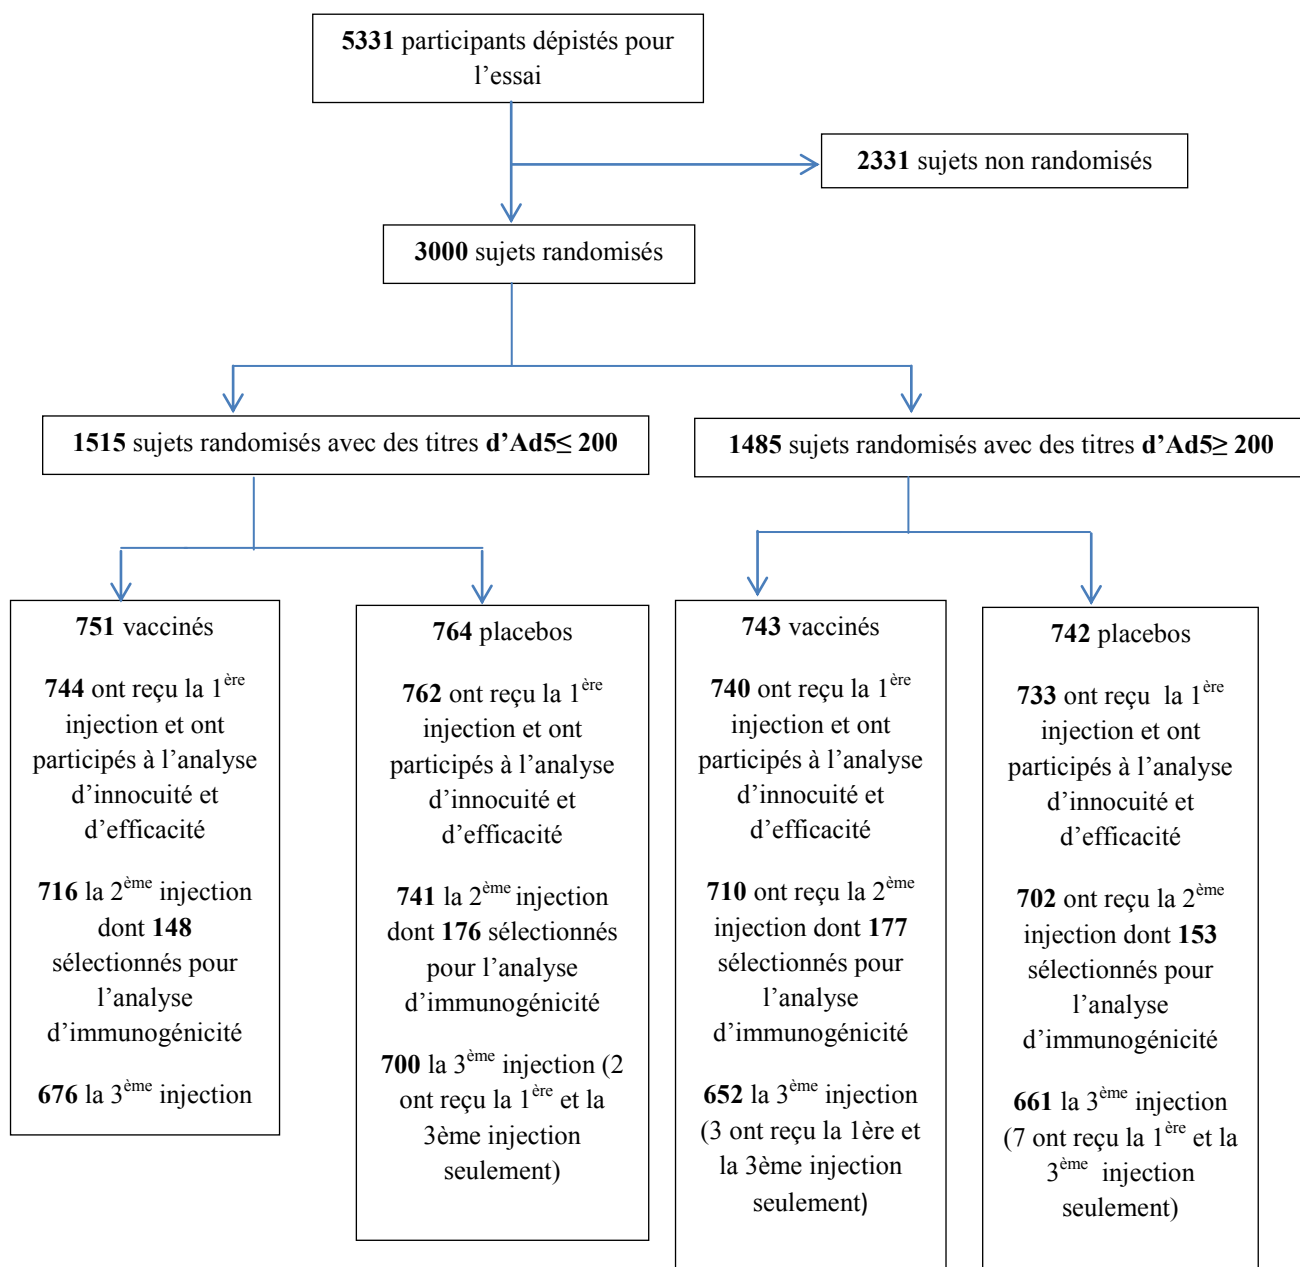 5331 participants dépistés pour
l’essai
2331 sujets non randomisés
3000 sujets randomisés
1515 sujets randomisés avec des titres d’Ad5≤ 200
1485 sujets randomisés avec des titres d’Ad5≥ 200
751 vaccinés
744 ont reçu la 1ère
injection et ont
participés à l’analyse
d’innocuité et
d’efficacité
716 la 2ème injection
dont 148
sélectionnés pour
l’analyse
d’immunogénicité
676 la 3ème injection
764 placebos
762 ont reçu la 1ère
injection et ont
participés à l’analyse
d’innocuité et
d’efficacité
741 la 2ème injection
dont 176 sélectionnés
pour l’analyse
d’immunogénicité
700 la 3ème injection (2
ont reçu la 1ère et la
3ème injection
seulement)
743 vaccinés
740 ont reçu la 1ère
injection et ont
participés à l’analyse
d’innocuité et
d’efficacité
710 ont reçu la 2ème
injection dont 177
sélectionnés pour
l’analyse
d’immunogénicité
652 la 3ème injection
(3 ont reçu la 1ère et
la 3ème injection
seulement)
742 placebos
733 ont reçu la 1ère
injection et ont
participés à l’analyse
d’innocuité et
d’efficacité
702 ont reçu la 2ème
injection dont 153
sélectionnés pour
l’analyse
d’immunogénicité
661 la 3ème injection
(7 ont reçu la 1ère et la
3ème injection
seulement)